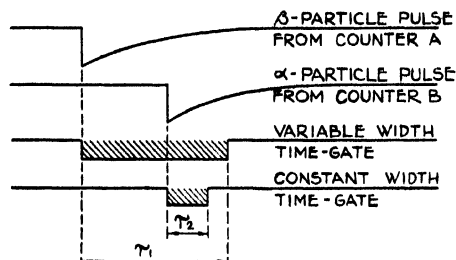 β-PARTICLE PULSE
FROM COUNTER A
α-PARTICLE PULSE
FROM COUNTER B
VARIABLE WIDTH
TIME-GATE
CONSTANT WIDTH
TIME-GATE
τ₂
τ₁